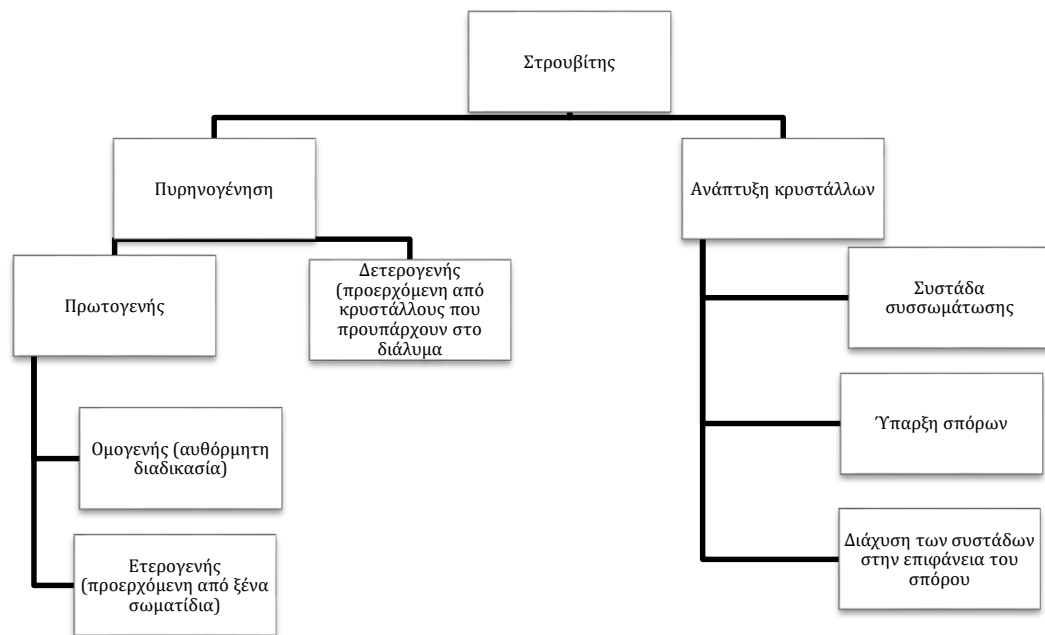 Στρουβίτης
Πυρηνογένηση
Ανάπτυξη κρυστάλλων
Πρωτογενής
Δετερογενής
(προερχόμενη από
κρυστάλλους που
προυπάρχουν στο
διάλυμα
Ομογενής (αυθόρμητη
διαδικασία)
Ετερογενής
(προερχόμενη από ξένα
σωματίδια)
Συστάδα
συσσωμάτωσης
Ύπαρξη σπόρων
Διάχυση των συστάδων
στην επιφάνεια του
σπόρου